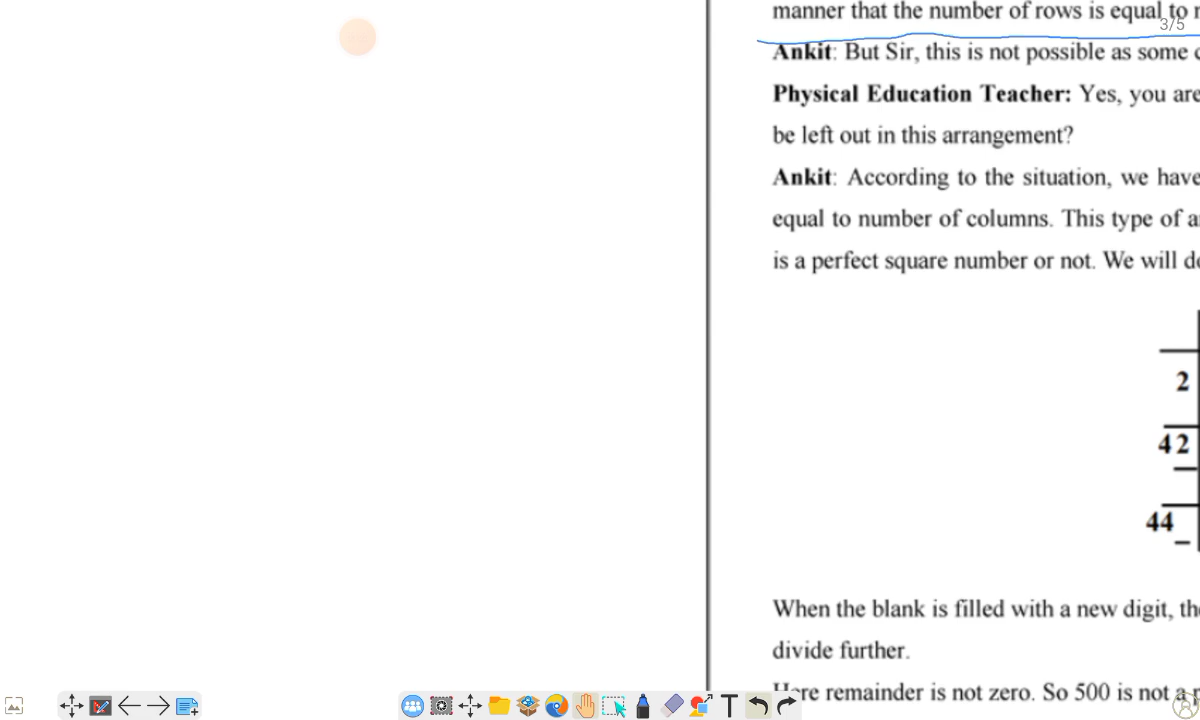 manner that the number of rows is equal to
3/5
Ankit: But Sir, this is not possible as some
Physical Education Teacher: Yes, you are
be left out in this arrangement?
Ankit: According to the situation, we have
equal to number of columns. This type of
is a perfect square number or not. We will
2
42
44
When the blank is filled with a new digit,
divide further.
Here remainder is not zero. So 500 is not a